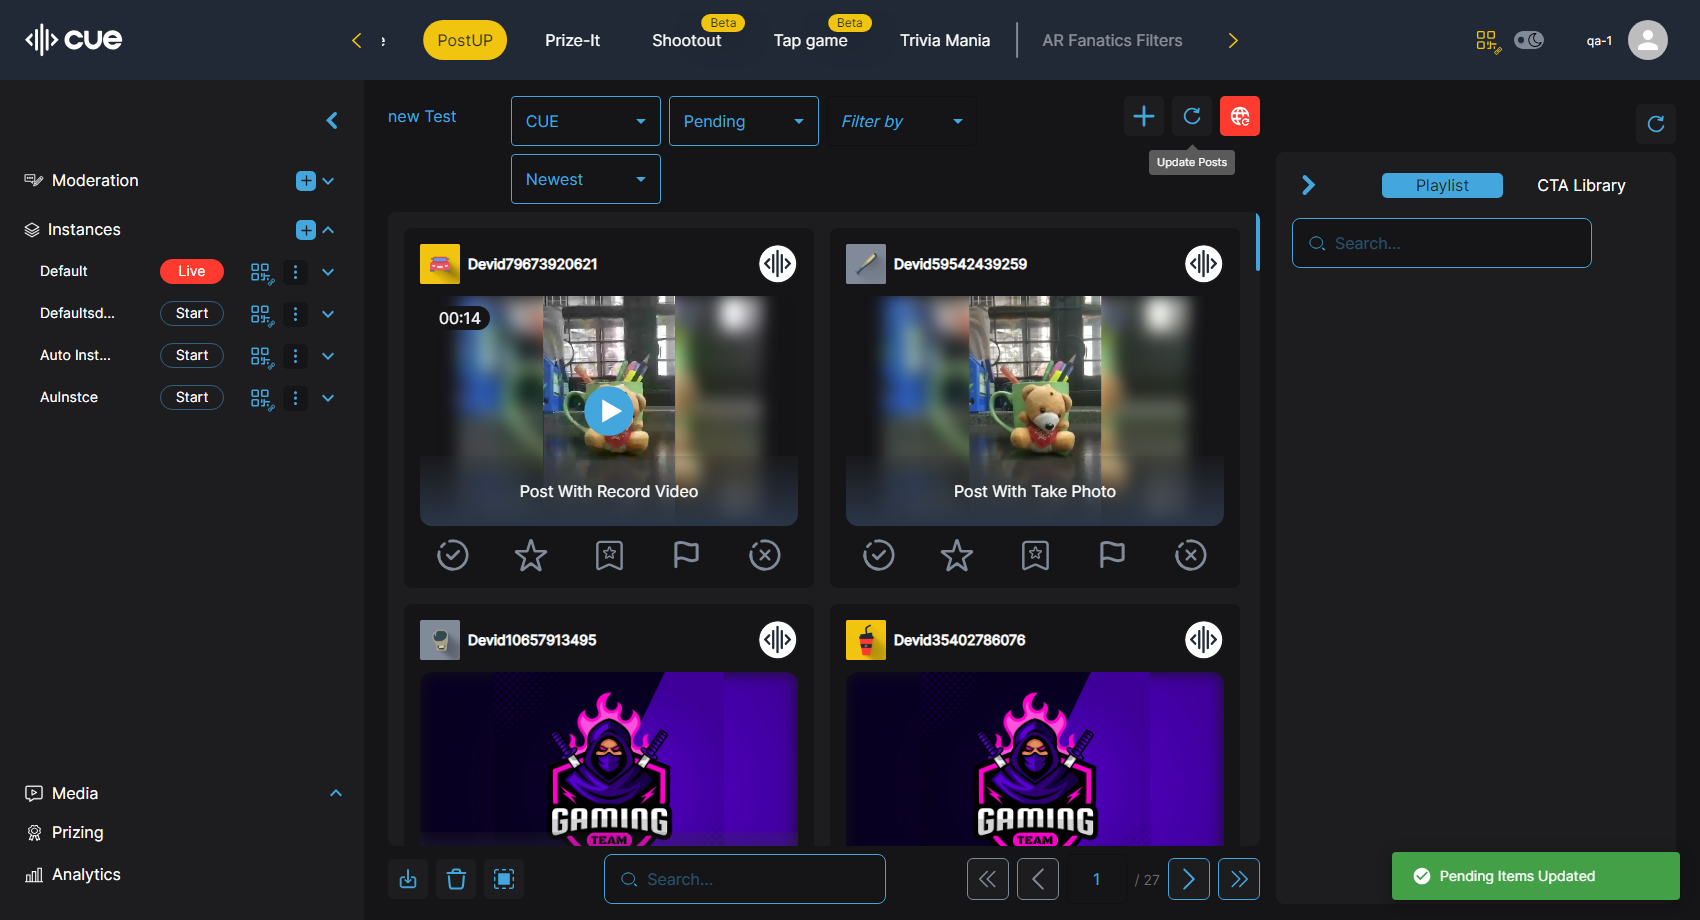 cue
PostUP
Prize-It
Beta
Shootout
Beta
Tap game
Trivia Mania
AR Fanatics Filters
qa-1
new Test
CUE
Pending
Filter by
Newest
Update Posts
Moderation
Instances
Default
Live
Defaultsd...
Start
Auto Inst...
Start
AuInstce
Start
Media
Prizing
Analytics
Devid79673920621
00:14
Post With Record Video
Devid59542439259
Post With Take Photo
Devid10657913495
GAMING
TEAM
Devid35402786076
GAMING
TEAM
Search...
1
/ 27
Playlist
CTA Library
Search...
Pending Items Updated